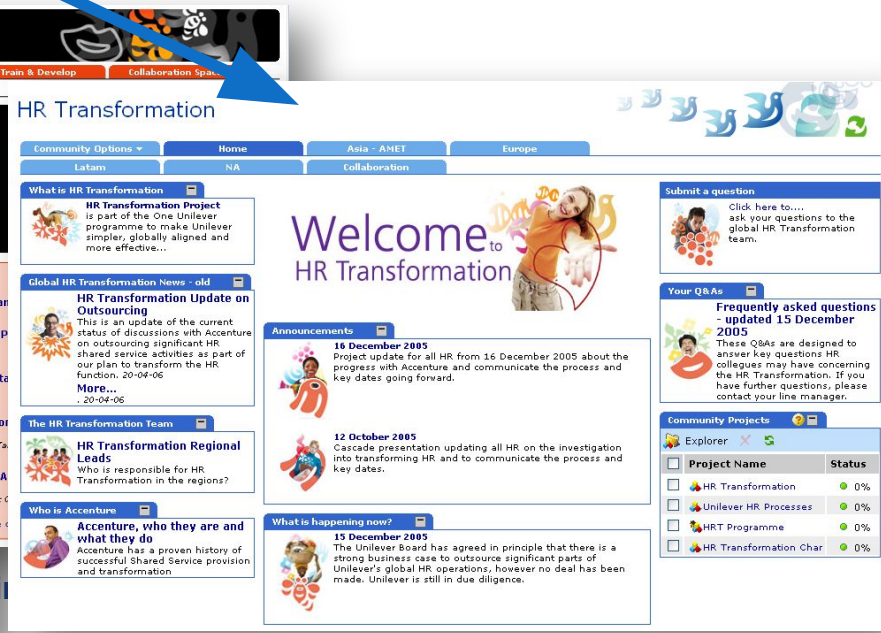 Train & Develop
Collaboration Spac
HR Transformation
Community Options
Home
Asia - AMET
Europe
Latam
NA
Collaboration
What is HR Transformation
HR Transformation Project
is part of the One Unilever
programme to make Unilever
simpler, globally aligned and
more effective...
Global HR Transformation News - old
HR Transformation Update on
Outsourcing
This is an update of the current
status of discussions with Accenture
on outsourcing significant HR
shared service activities as part of
our plan to transform the HR
function. 20-04-06
More...
. 20-04-06
The HR Transformation Team
HR Transformation Regional
Leads
Who is responsible for HR
Transformation in the regions?
Who is Accenture
Accenture, who they are and
what they do
Accenture has a proven history of
successful Shared Service provision
and transformation
Welcome to
HR Transformation
Announcements
16 December 2005
Project update for all HR from 16 December 2005 about the
progress with Accenture and communicate the process and
key dates going forward.
12 October 2005
Cascade presentation updating all HR on the investigation
into transforming HR and to communicate the process and
key dates.
What is happening now?
15 December 2005
The Unilever Board has agreed in principle that there is a
strong business case to outsource significant parts of
Unilever's global HR operations, however no deal has been
made. Unilever is still in due diligence.
Submit a question
Click here to....
ask your questions to the
global HR Transformation
team.
Your Q&As
Frequently asked questions
- updated 15 December
2005
These Q&As are designed to
answer key questions HR
collegues may have concerning
the HR Transformation. If you
have further questions, please
contact your line manager.
Community Projects
Explorer
Project Name Status
HR Transformation 0%
Unilever HR Processes 0%
HRT Programme 0%
HR Transformation Char 0%